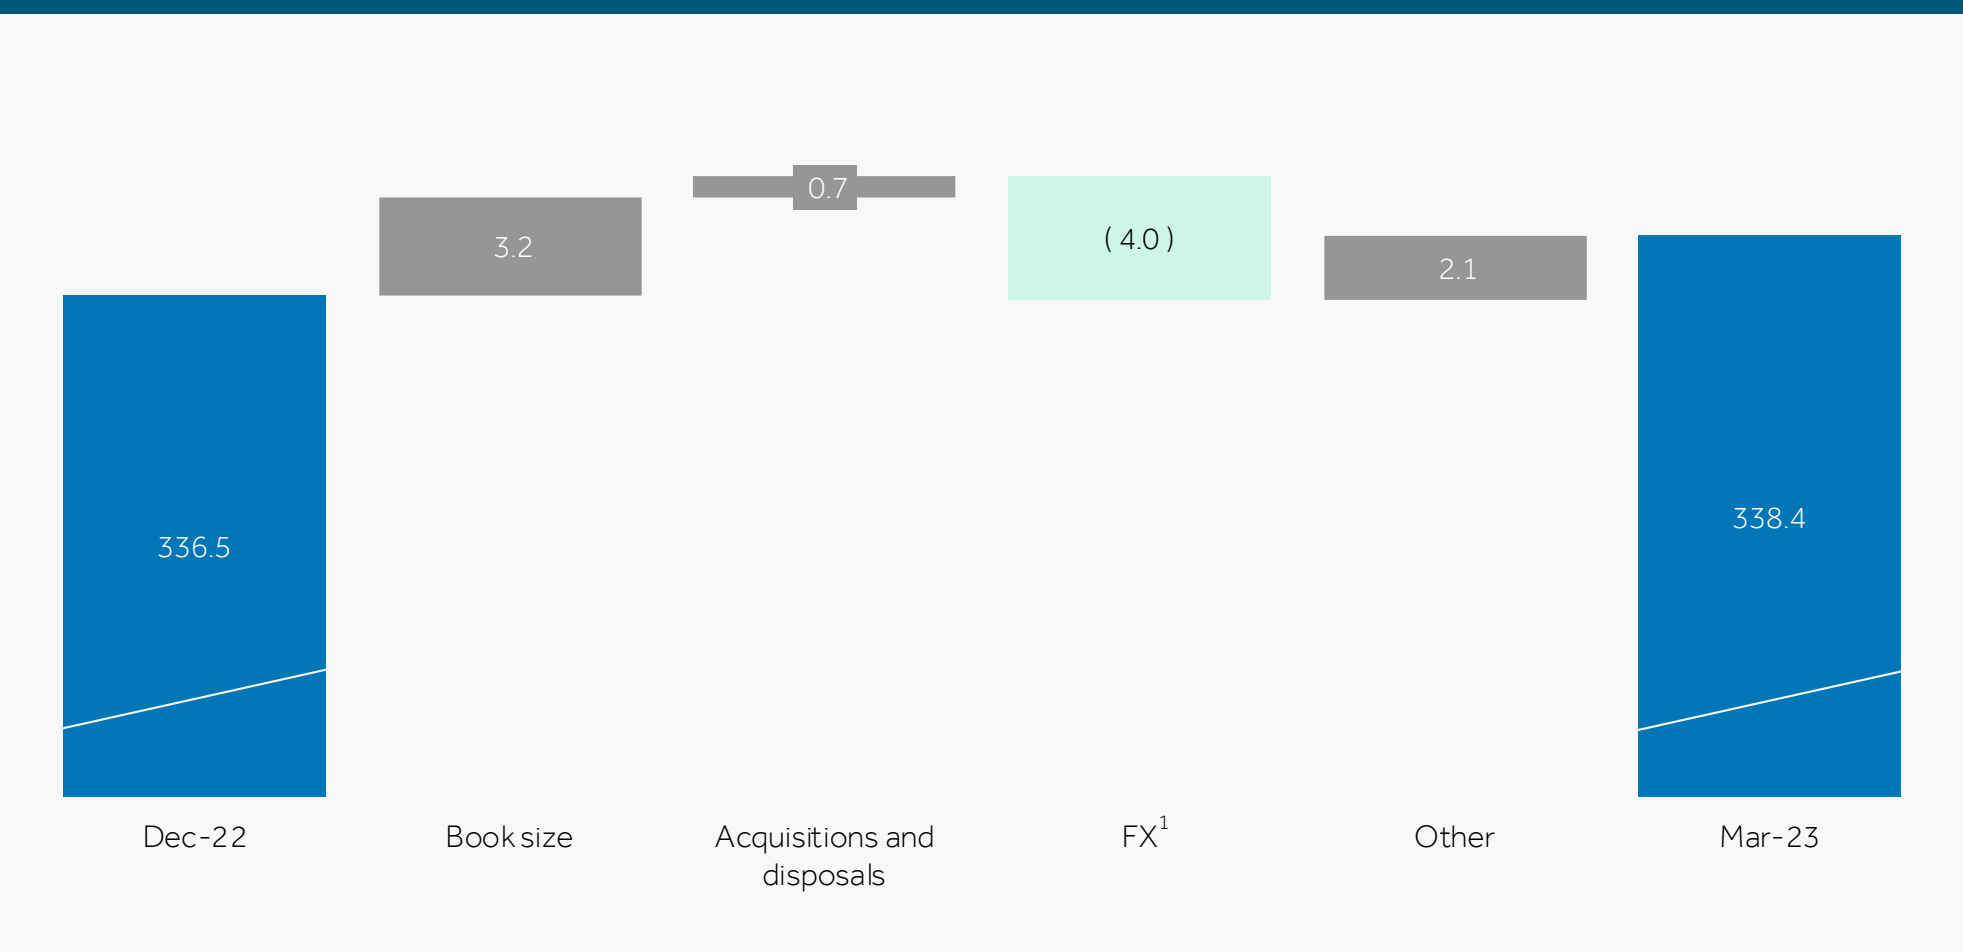 0.7
3.2
( 4.0 )
2.1
336.5
338.4
Dec-22
Book size
Acquisitions and
disposals
FX¹
Other
Mar-23